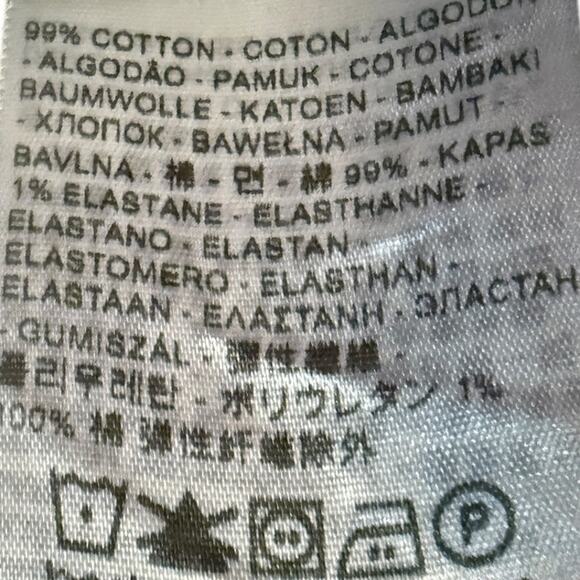 99% COTTON - COTON - ALGODON
- ALGODÃO - PAMUK - COTONE -
BAUMWOLLE - KATOEN - BAMBAKI
- ХЛОПОК - BAWEŁNA - PAMUT -
BAVLNA - 棉 - 면 - 綿 99% - KAPAS
1% ELASTANE - ELASTHANNE -
ELASTANO - ELASTAN -
ELASTOMERO - ELASTHAN -
ELASTAAN - ΕΛΑΣΤΑΝΗ - ЭЛАСТАН
- GUMISZÁL - 彈性纖維 -
폴리우레탄 - ポリウレタン 1%
100% 棉 彈性纤維除外
P